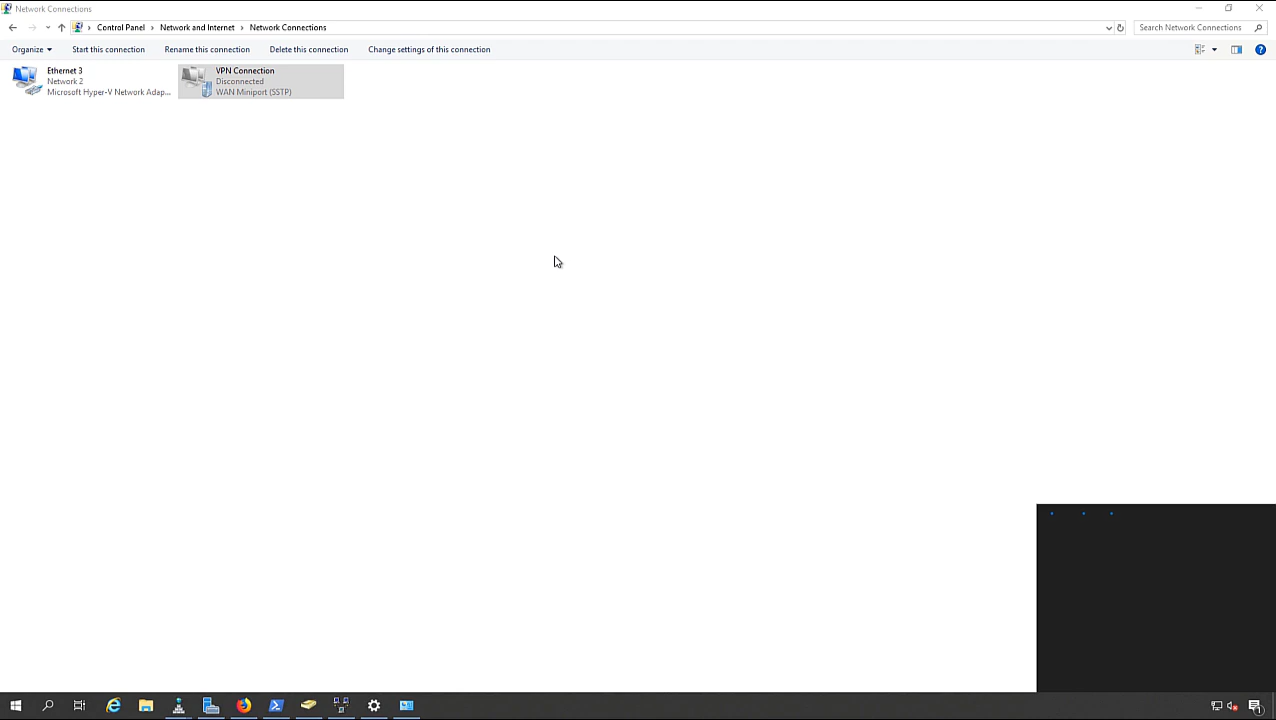 Network Connections
Control Panel > Network and Internet > Network Connections
Search Network Connections
Organize Start this connection Rename this connection Delete this connection Change settings of this connection
Ethernet 3
Network 2
Microsoft Hyper-V Network Adap...
VPN Connection
Disconnected
WAN Miniport (SSTP)